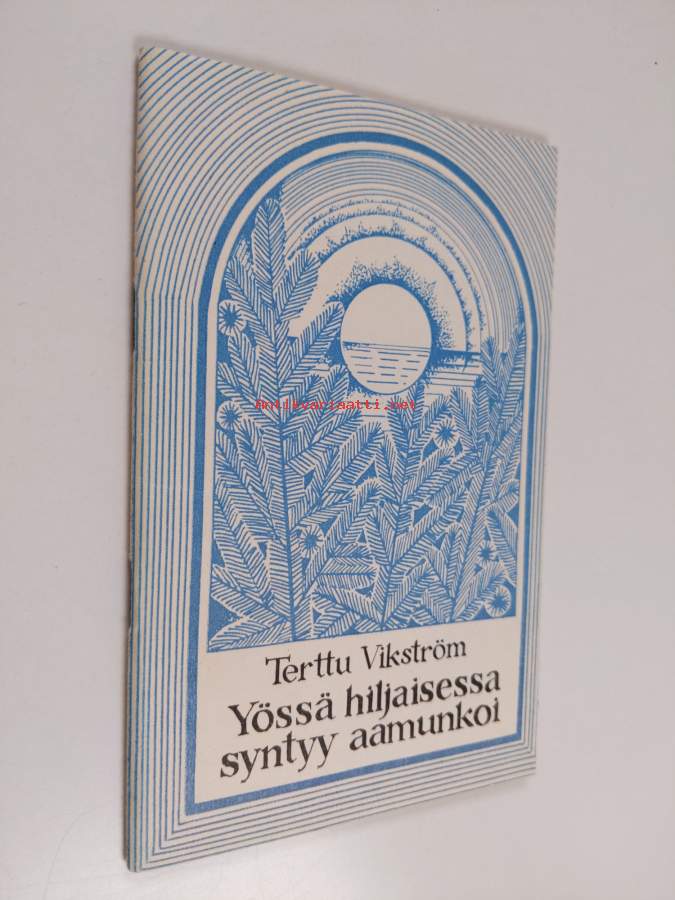 Antikvariaatti.net
Terttu Vikström
Yössä hiljaisessa
syntyy aamunkoi